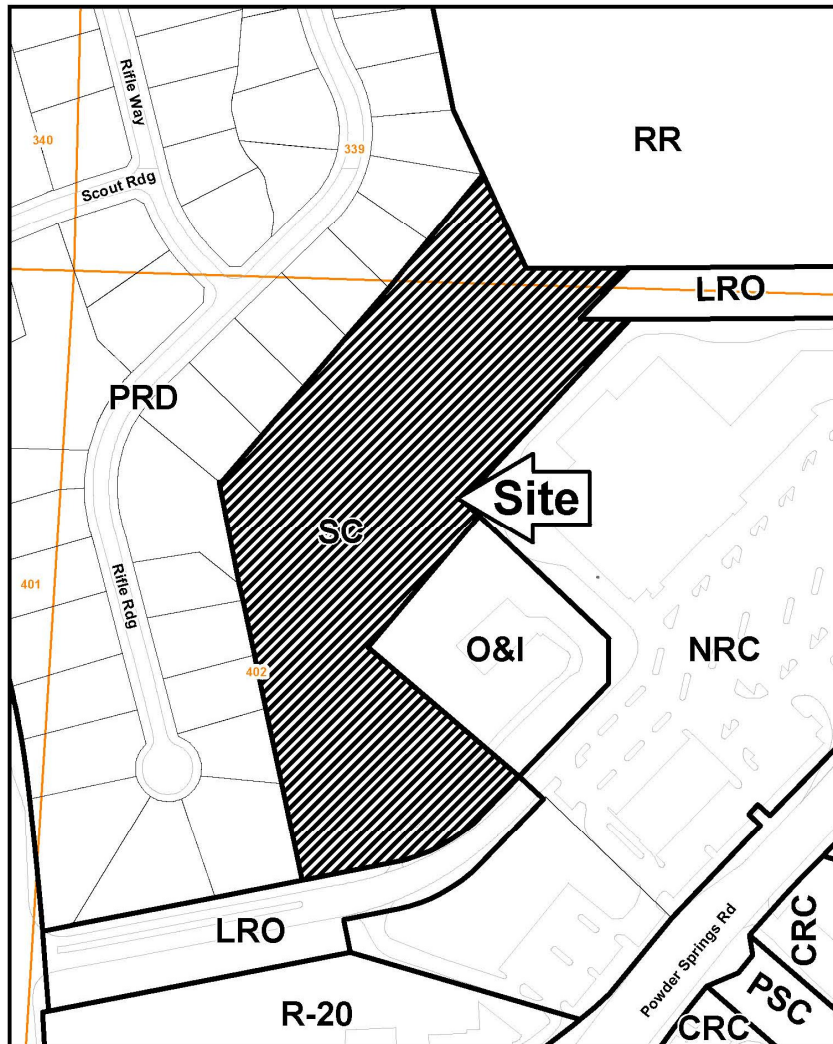 Rifle Way
RR
340
339
Scout Rdg
LRO
PRD
Site
SC
401
Rifle Rdg
402
O&I
NRC
LRO
Powder Springs Rd
CRC
PSC
R-20
CRC